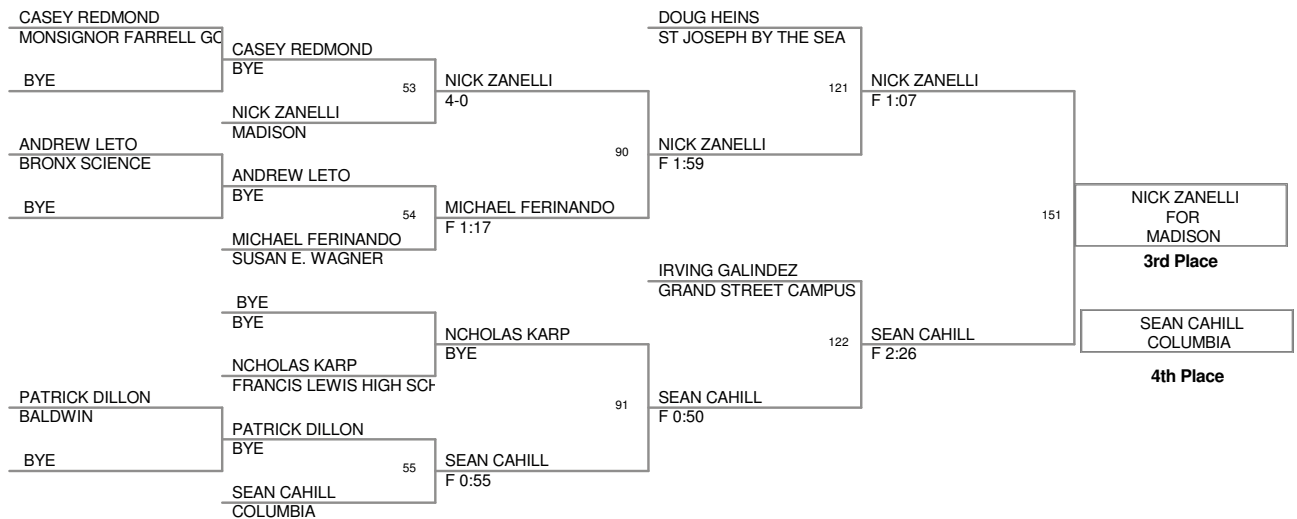 CASEY REDMOND
MONSIGNOR FARRELL GO
BYE
ANDREW LETO
BRONX SCIENCE
BYE
PATRICK DILLON
BALDWIN
BYE
CASEY REDMOND
BYE
53
NICK ZANELLI
MADISON
ANDREW LETO
BYE
54
MICHAEL FERINANDO
SUSAN E. WAGNER
BYE
BYE
NCHOLAS KARP
FRANCIS LEWIS HIGH SCH
PATRICK DILLON
BYE
55
SEAN CAHILL
COLUMBIA
NICK ZANELLI
4-0
90
MICHAEL FERINANDO
F 1:17
NCHOLAS KARP
BYE
91
SEAN CAHILL
F 0:55
DOUG HEINS
ST JOSEPH BY THE SEA
121
NICK ZANELLI
F 1:59
IRVING GALINDEZ
GRAND STREET CAMPUS
122
SEAN CAHILL
F 0:50
NICK ZANELLI
F 1:07
151
SEAN CAHILL
F 2:26
NICK ZANELLI
FOR
MADISON
3rd Place
SEAN CAHILL
COLUMBIA
4th Place